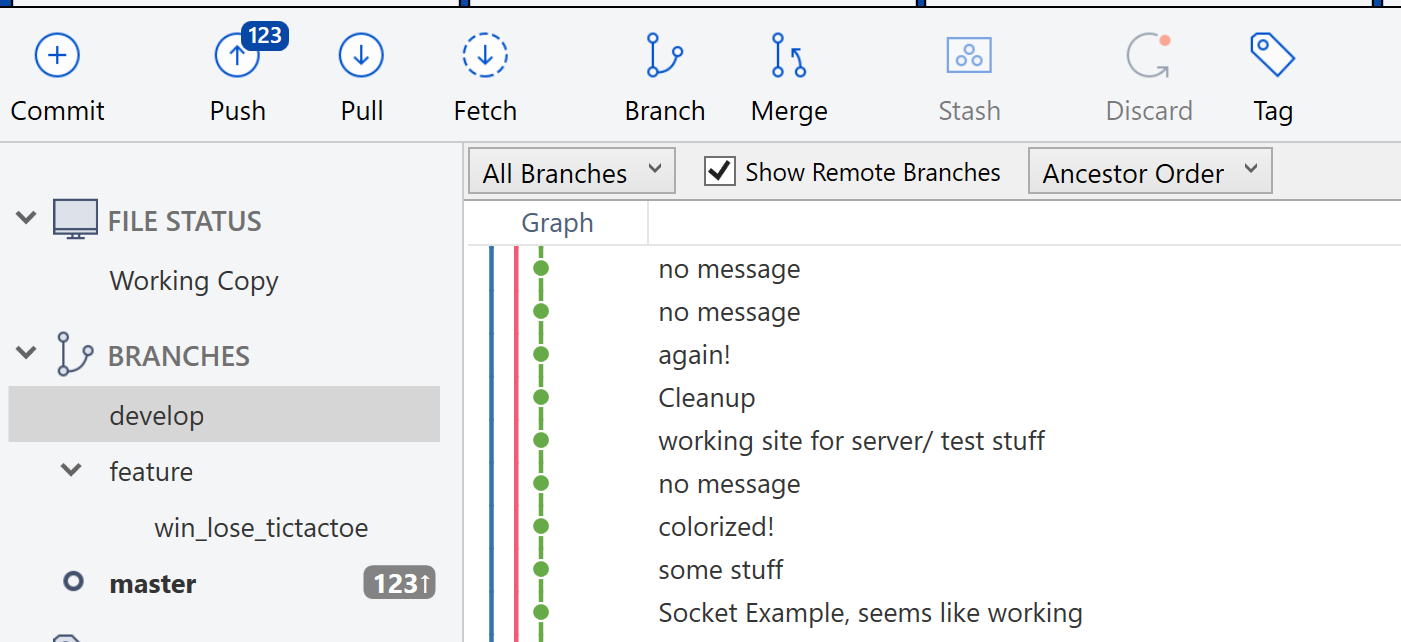 123
Commit Push Pull Fetch Branch Merge Stash Discard Tag
All Branches Show Remote Branches Ancestor Order
FILE STATUS
Working Copy
BRANCHES
develop
feature
win_lose_tictactoe
master 123↑
Graph
no message
no message
again!
Cleanup
working site for server/ test stuff
no message
colorized!
some stuff
Socket Example, seems like working